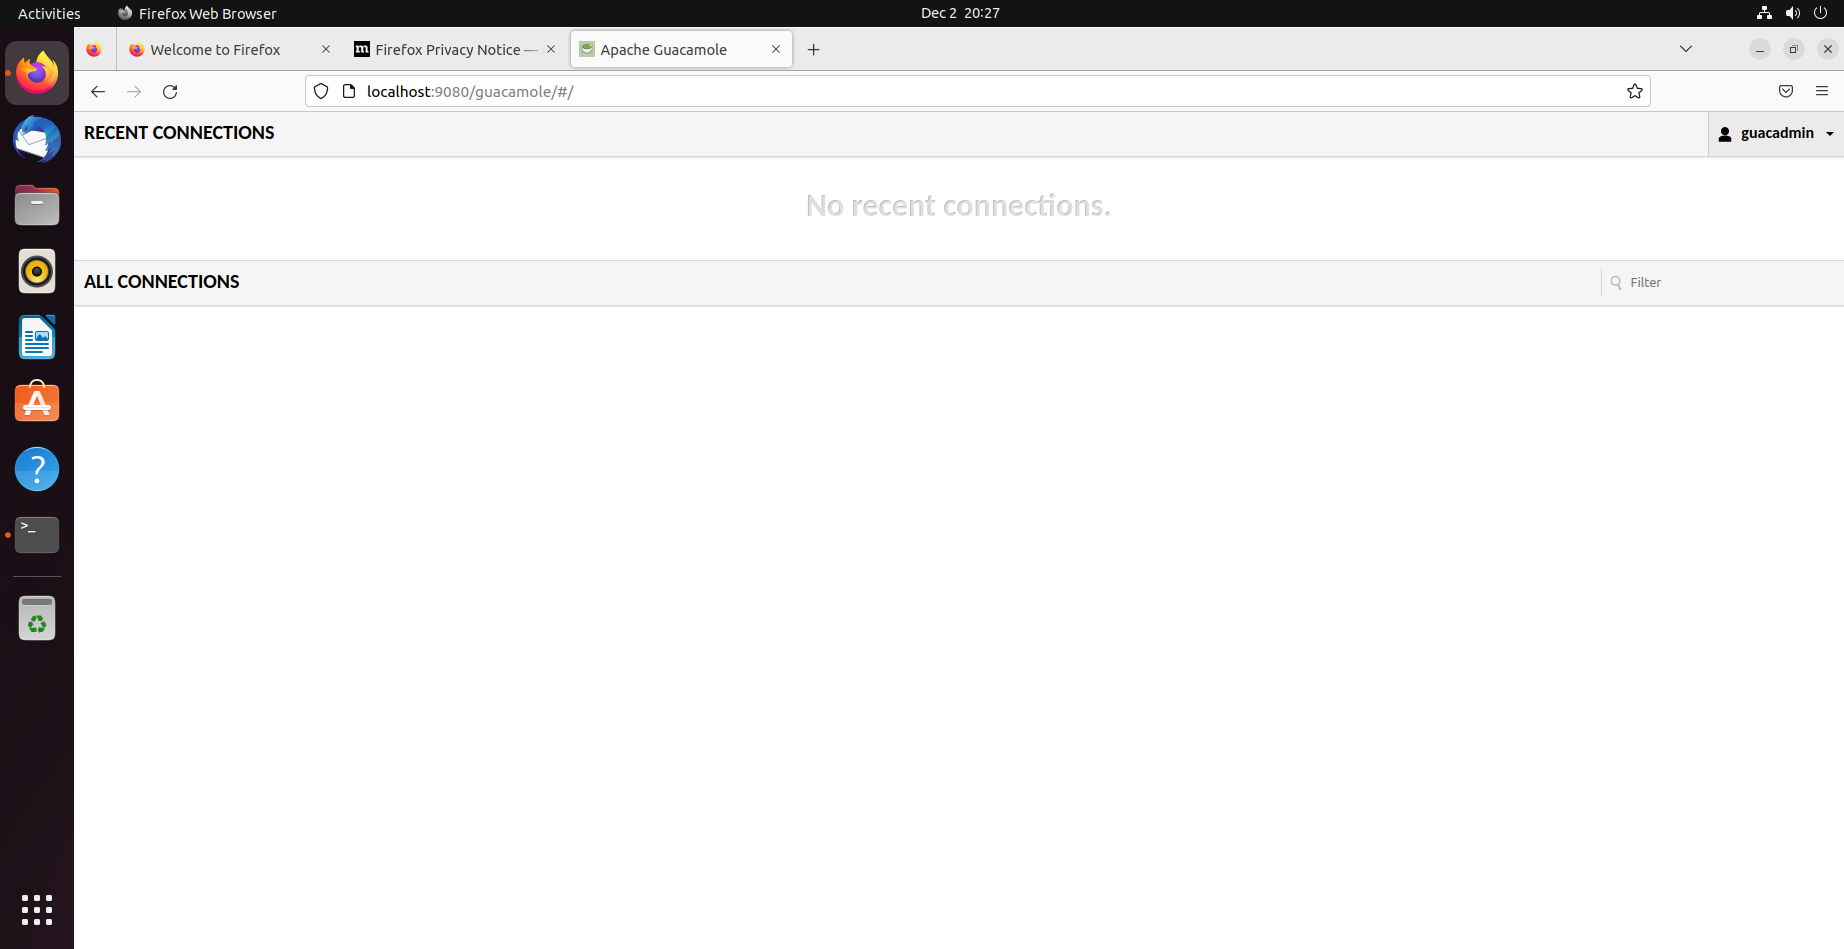 Activities
Firefox Web Browser
Dec 2 20:27
Welcome to Firefox
Firefox Privacy Notice —
Apache Guacamole
localhost:9080/guacamole/#/
RECENT CONNECTIONS
guacadmin
No recent connections.
ALL CONNECTIONS
Filter